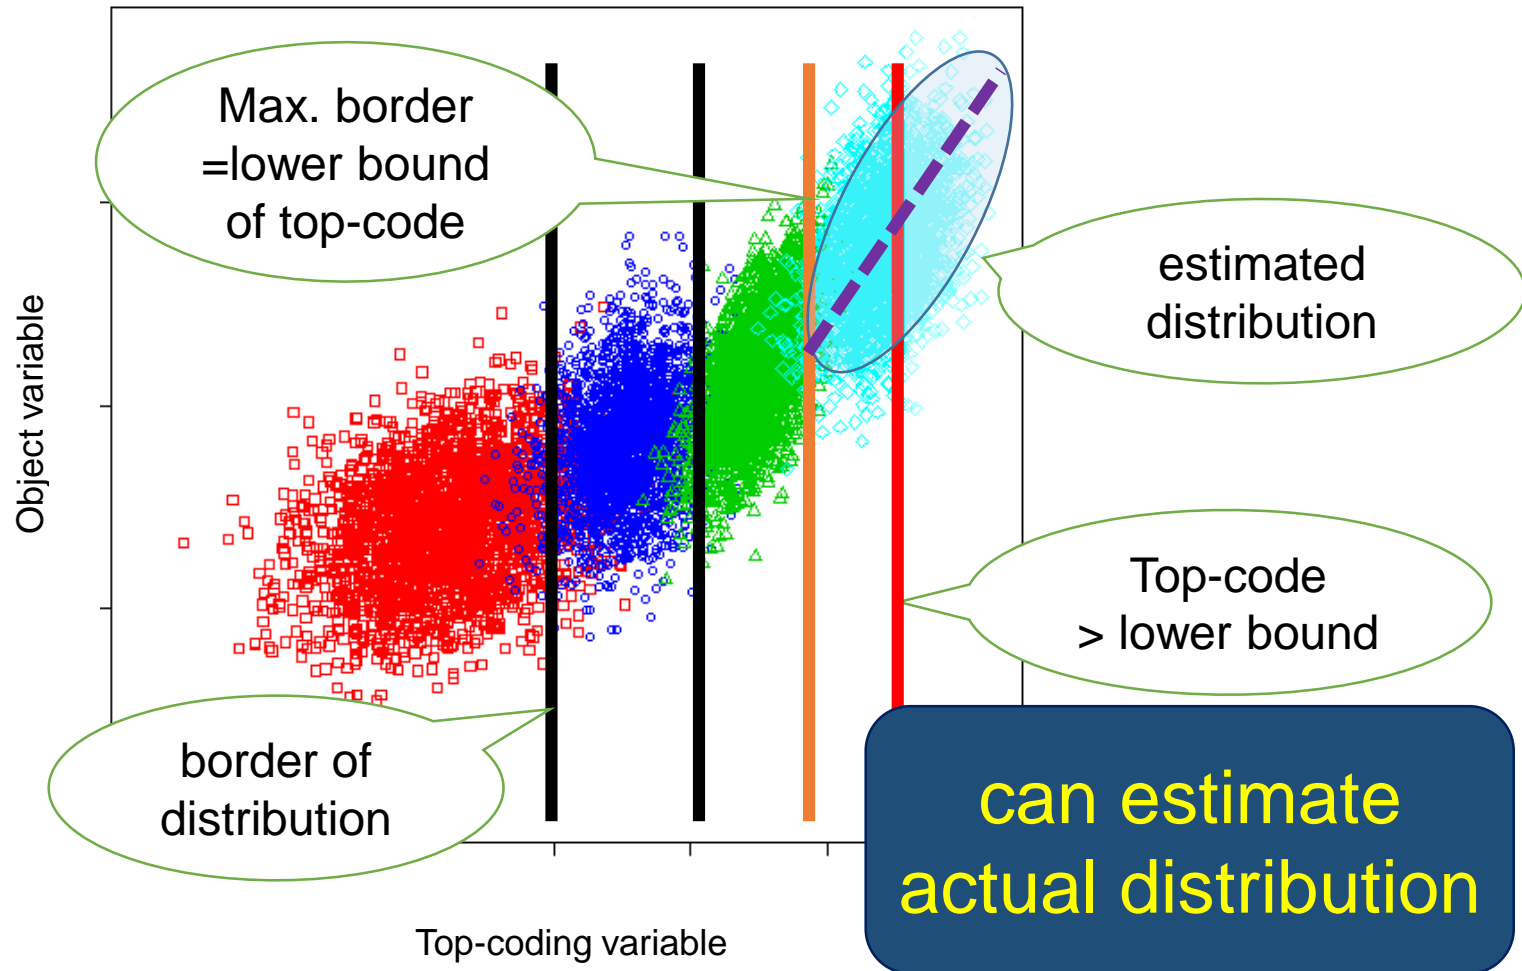 Max. border
=lower bound
of top-code
estimated
distribution
Object variable
Top-code
> lower bound
border of
distribution
can estimate
actual distribution
Top-coding variable